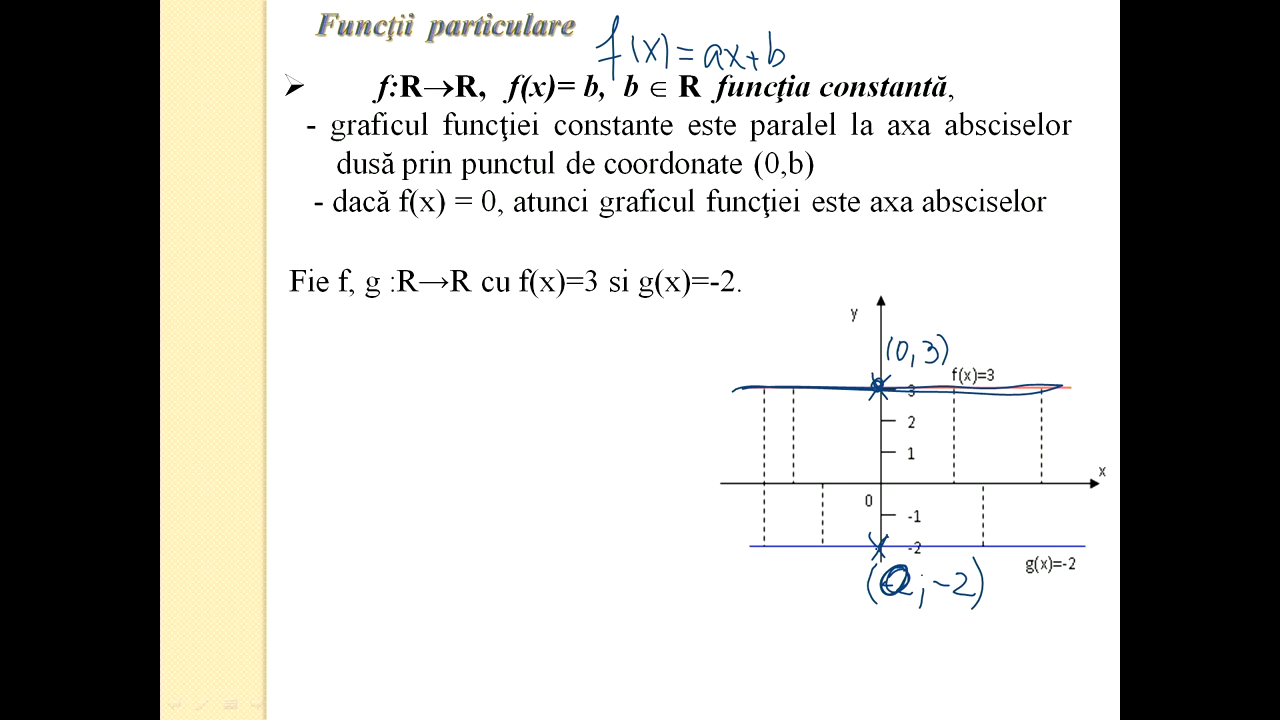 Funcţii particulare
f(x)=ax+b
f:R→R, f(x)= b, b ∈ R funcţia constantă,
- graficul funcţiei constante este paralel la axa absciselor
dusă prin punctul de coordonate (0,b)
- dacă f(x) = 0, atunci graficul funcţiei este axa absciselor
Fie f, g :R→R cu f(x)=3 si g(x)=-2.
y
(0,3)
f(x)=3
3
2
1
x
0
-1
-2
g(x)=-2
(0;-2)